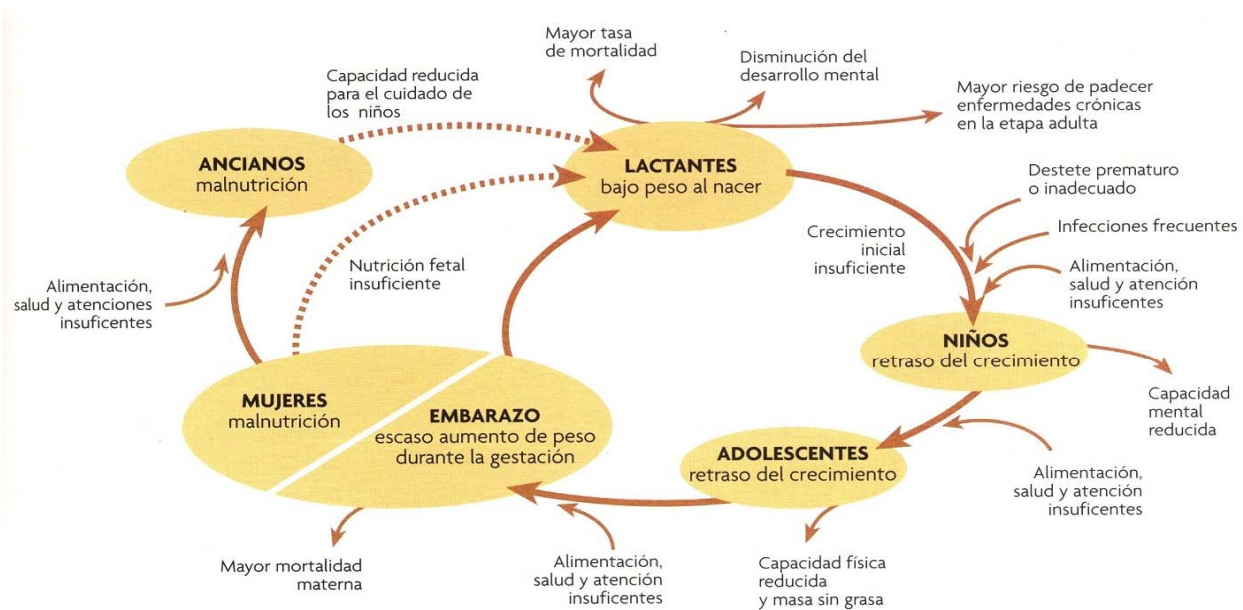 Mayor tasa
de mortalidad
Disminución del
desarrollo mental
Mayor riesgo de padecer
enfermedades crónicas
en la etapa adulta
Capacidad reducida
para el cuidado de
los niños
ANCIANOS
malnutrición
LACTANTES
bajo peso al nacer
Destete prematuro
o inadecuado
Infecciones frecuentes
Crecimiento
inicial
insuficiente
Alimentación,
salud y atención
insuficentes
Nutrición fetal
insuficiente
Alimentación,
salud y atenciones
insuficentes
NIÑOS
retraso del crecimiento
Capacidad
mental
reducida
MUJERES
malnutrición
EMBARAZO
escaso aumento de peso
durante la gestación
ADOLESCENTES
retraso del crecimiento
Alimentación,
salud y atención
insuficentes
Mayor mortalidad
materna
Alimentación,
salud y atención
insuficentes
Capacidad física
reducida
y masa sin grasa